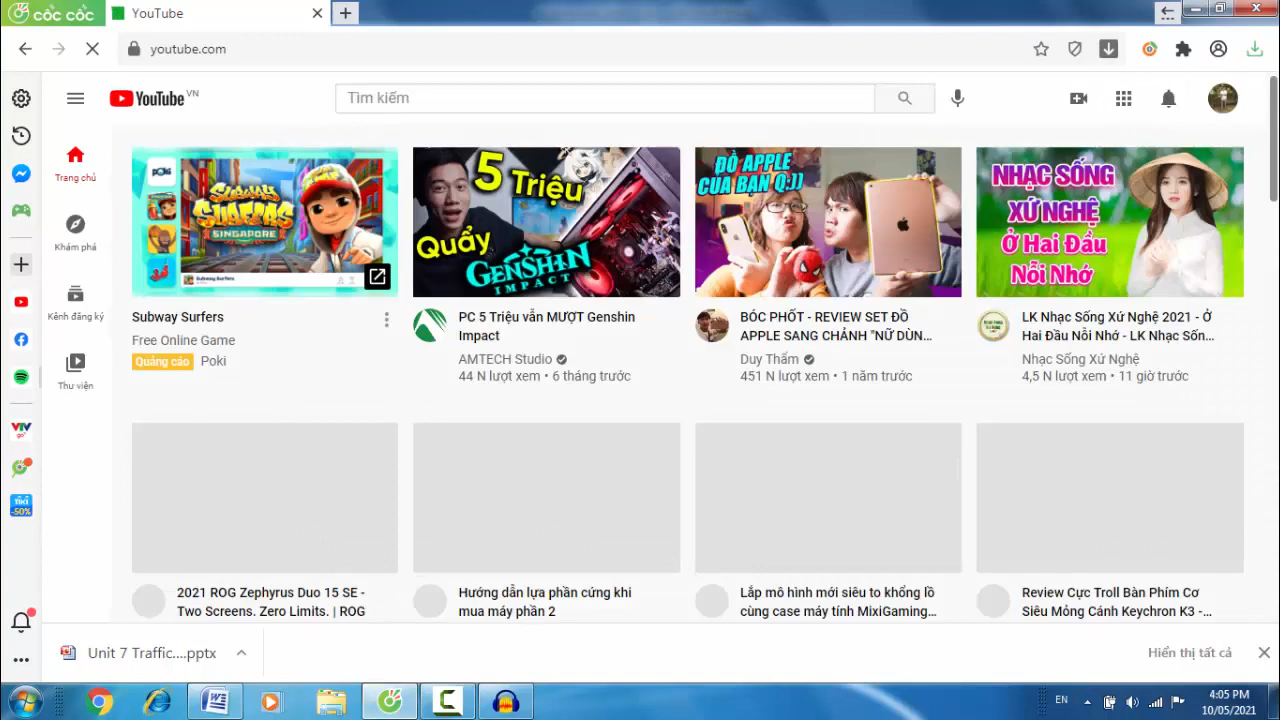 cốc cốc
YouTube
youtube.com
YouTube VN
Tìm kiếm
Trang chủ
Khám phá
Kênh đăng ký
Thư viện
POKi
SUBWAY
SURFERS
SINGAPORE
Subway Surfers
5 Triệu
Quẩy
GENSHIN
IMPACT
ĐỒ APPLE
CỦA BẠN Q:))
NHẠC SỐNG
XỨ NGHỆ
Ở Hai Đầu
Nỗi Nhớ
Subway Surfers
Free Online Game
Quảng cáo Poki
PC 5 Triệu vẫn MƯỢT Genshin
Impact
AMTECH Studio
44 N lượt xem • 6 tháng trước
BÓC PHỐT - REVIEW SET ĐỒ
APPLE SANG CHẢNH "NỮ DÙN...
Duy Thẩm
451 N lượt xem • 1 năm trước
LK Nhạc Sống Xứ Nghệ 2021 - Ở
Hai Đầu Nỗi Nhớ - LK Nhạc Sốn...
Nhạc Sống Xứ Nghệ
4,5 N lượt xem • 11 giờ trước
VTV
go
TIKI
-50%
2021 ROG Zephyrus Duo 15 SE -
Two Screens. Zero Limits. | ROG
Hướng dẫn lựa phần cứng khi
mua máy phần 2
Lắp mô hình mới siêu to khổng lồ
cùng case máy tính MixiGaming...
Review Cực Troll Bàn Phím Cơ
Siêu Mỏng Cánh Keychron K3 -...
Unit 7 Traffic....pptx
Hiển thị tất cả
EN
4:05 PM
10/05/2021